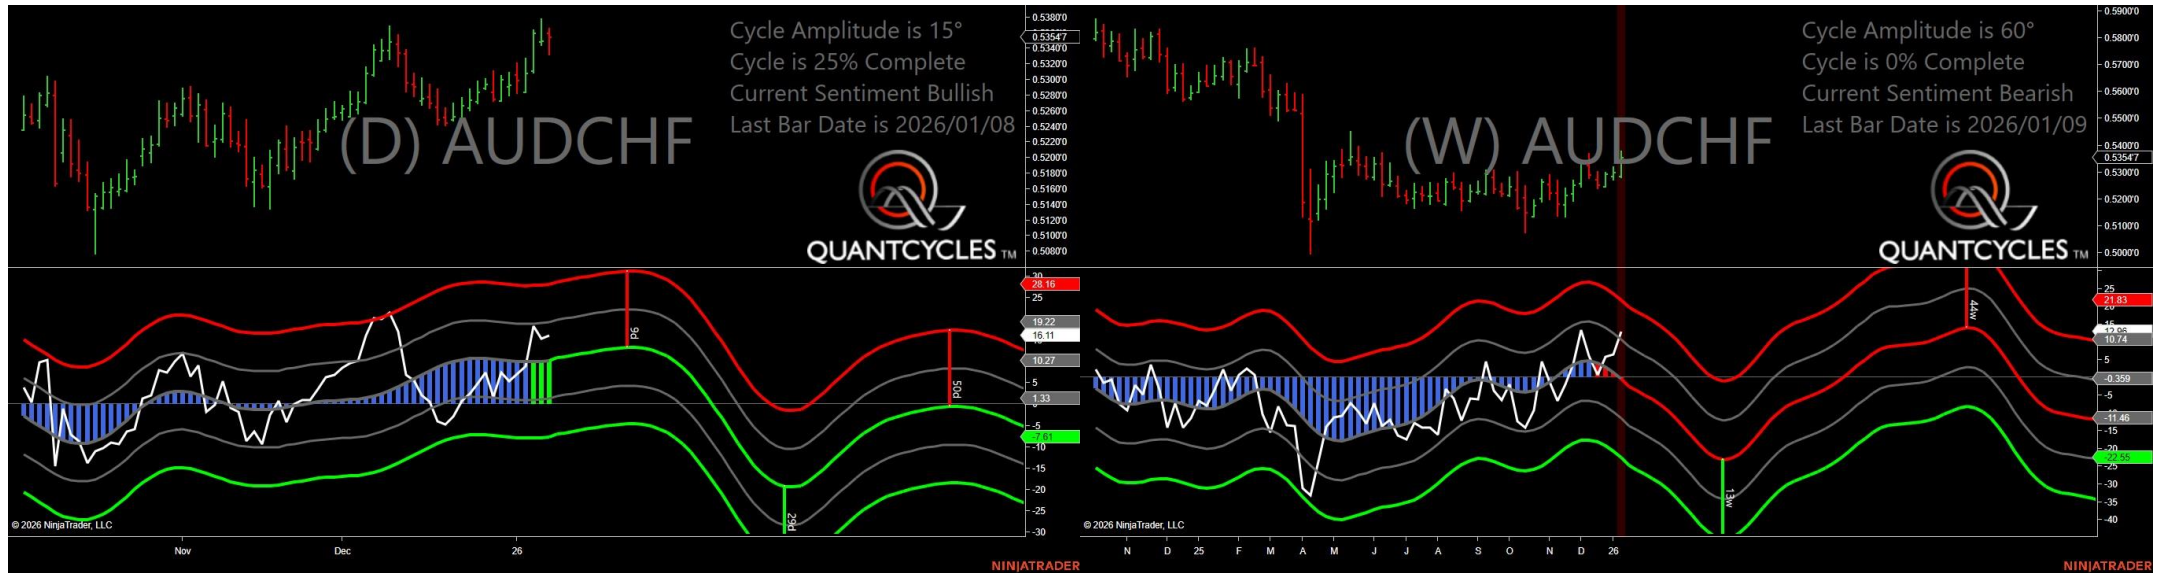 Cycle Amplitude is 15°
Cycle is 25% Complete
Current Sentiment Bullish
Last Bar Date is 2026/01/08
(D) AUDCHF
QUANTCYCLES TM
0.5380'0
0.5354'7
0.5340'0
0.5320'0
0.5300'0
0.5280'0
0.5260'0
0.5240'0
0.5220'0
0.5200'0
0.5180'0
0.5160'0
0.5140'0
0.5120'0
0.5100'0
0.5080'0
30
28.16
25
19.22
16.11
10.27
5
1.33
-5
-7.61
-10
-15
-20
-25
-30
9d
29d
50d
© 2026 NinjaTrader, LLC
Nov
Dec
26
NINJATRADER
Cycle Amplitude is 60°
Cycle is 0% Complete
Current Sentiment Bearish
Last Bar Date is 2026/01/09
(W) AUDCHF
QUANTCYCLES TM
0.5900'0
0.5800'0
0.5700'0
0.5600'0
0.5500'0
0.5400'0
0.5354'7
0.5300'0
0.5200'0
0.5100'0
0.5000'0
25
21.83
12.96
10.74
5
-0.359
-5
-11.46
-15
-20
-22.55
-25
-30
-35
-40
13w
44w
© 2026 NinjaTrader, LLC
N
D
25
F
M
A
M
J
J
A
S
O
N
D
26
NINJATRADER